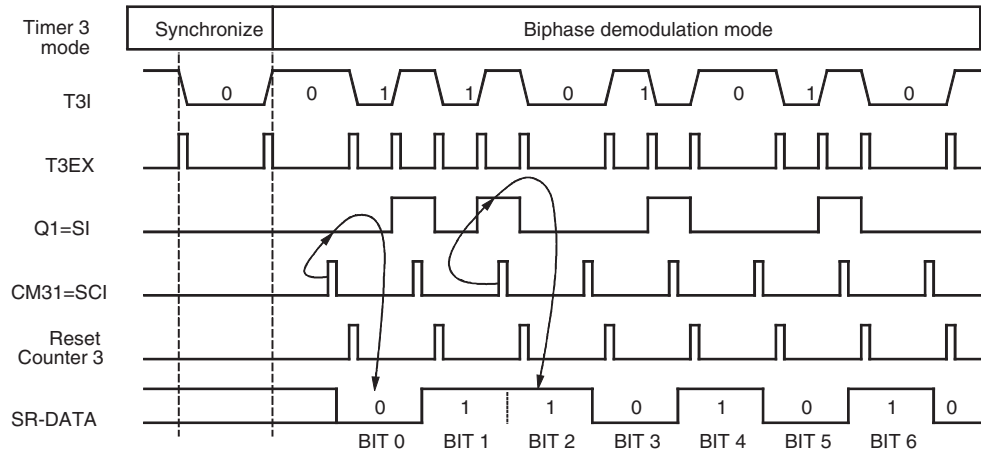 Timer 3
mode
Synchronize
Biphase demodulation mode
T3I
0 0 1 1 0 1 0 1 0
T3EX
Q1=SI
CM31=SCI
Reset
Counter 3
SR-DATA
0 1 1 0 1 0 1 0
BIT 0 BIT 1 BIT 2 BIT 3 BIT 4 BIT 5 BIT 6